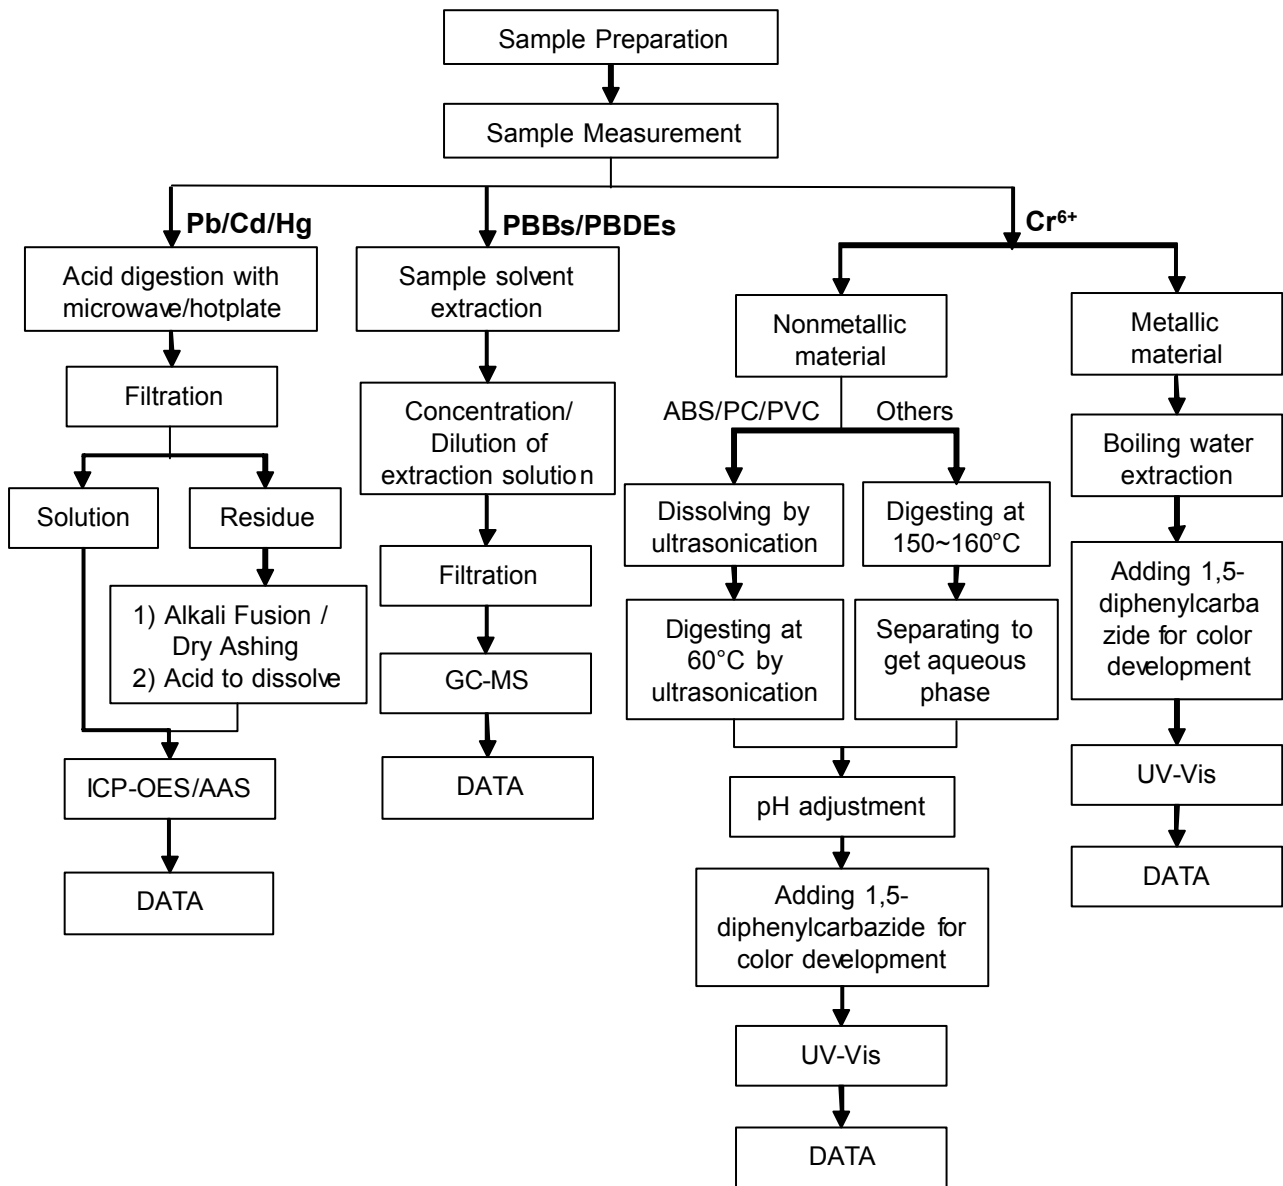 Sample Preparation
Sample Measurement
Pb/Cd/Hg
Acid digestion with
microwave/hotplate
Filtration
Solution
Residue
1) Alkali Fusion /
Dry Ashing
2) Acid to dissolve
ICP-OES/AAS
DATA
PBBs/PBDEs
Sample solvent
extraction
Concentration/
Dilution of
extraction solution
Filtration
GC-MS
DATA
Cr⁶⁺
Nonmetallic
material
ABS/PC/PVC
Others
Dissolving by
ultrasonication
Digesting at
60°C by
ultrasonication
Digesting at
150~160°C
Separating to
get aqueous
phase
pH adjustment
Adding 1,5-
diphenylcarbazide for
color development
UV-Vis
DATA
Metallic
material
Boiling water
extraction
Adding 1,5-
diphenylcarba
zide for color
development
UV-Vis
DATA